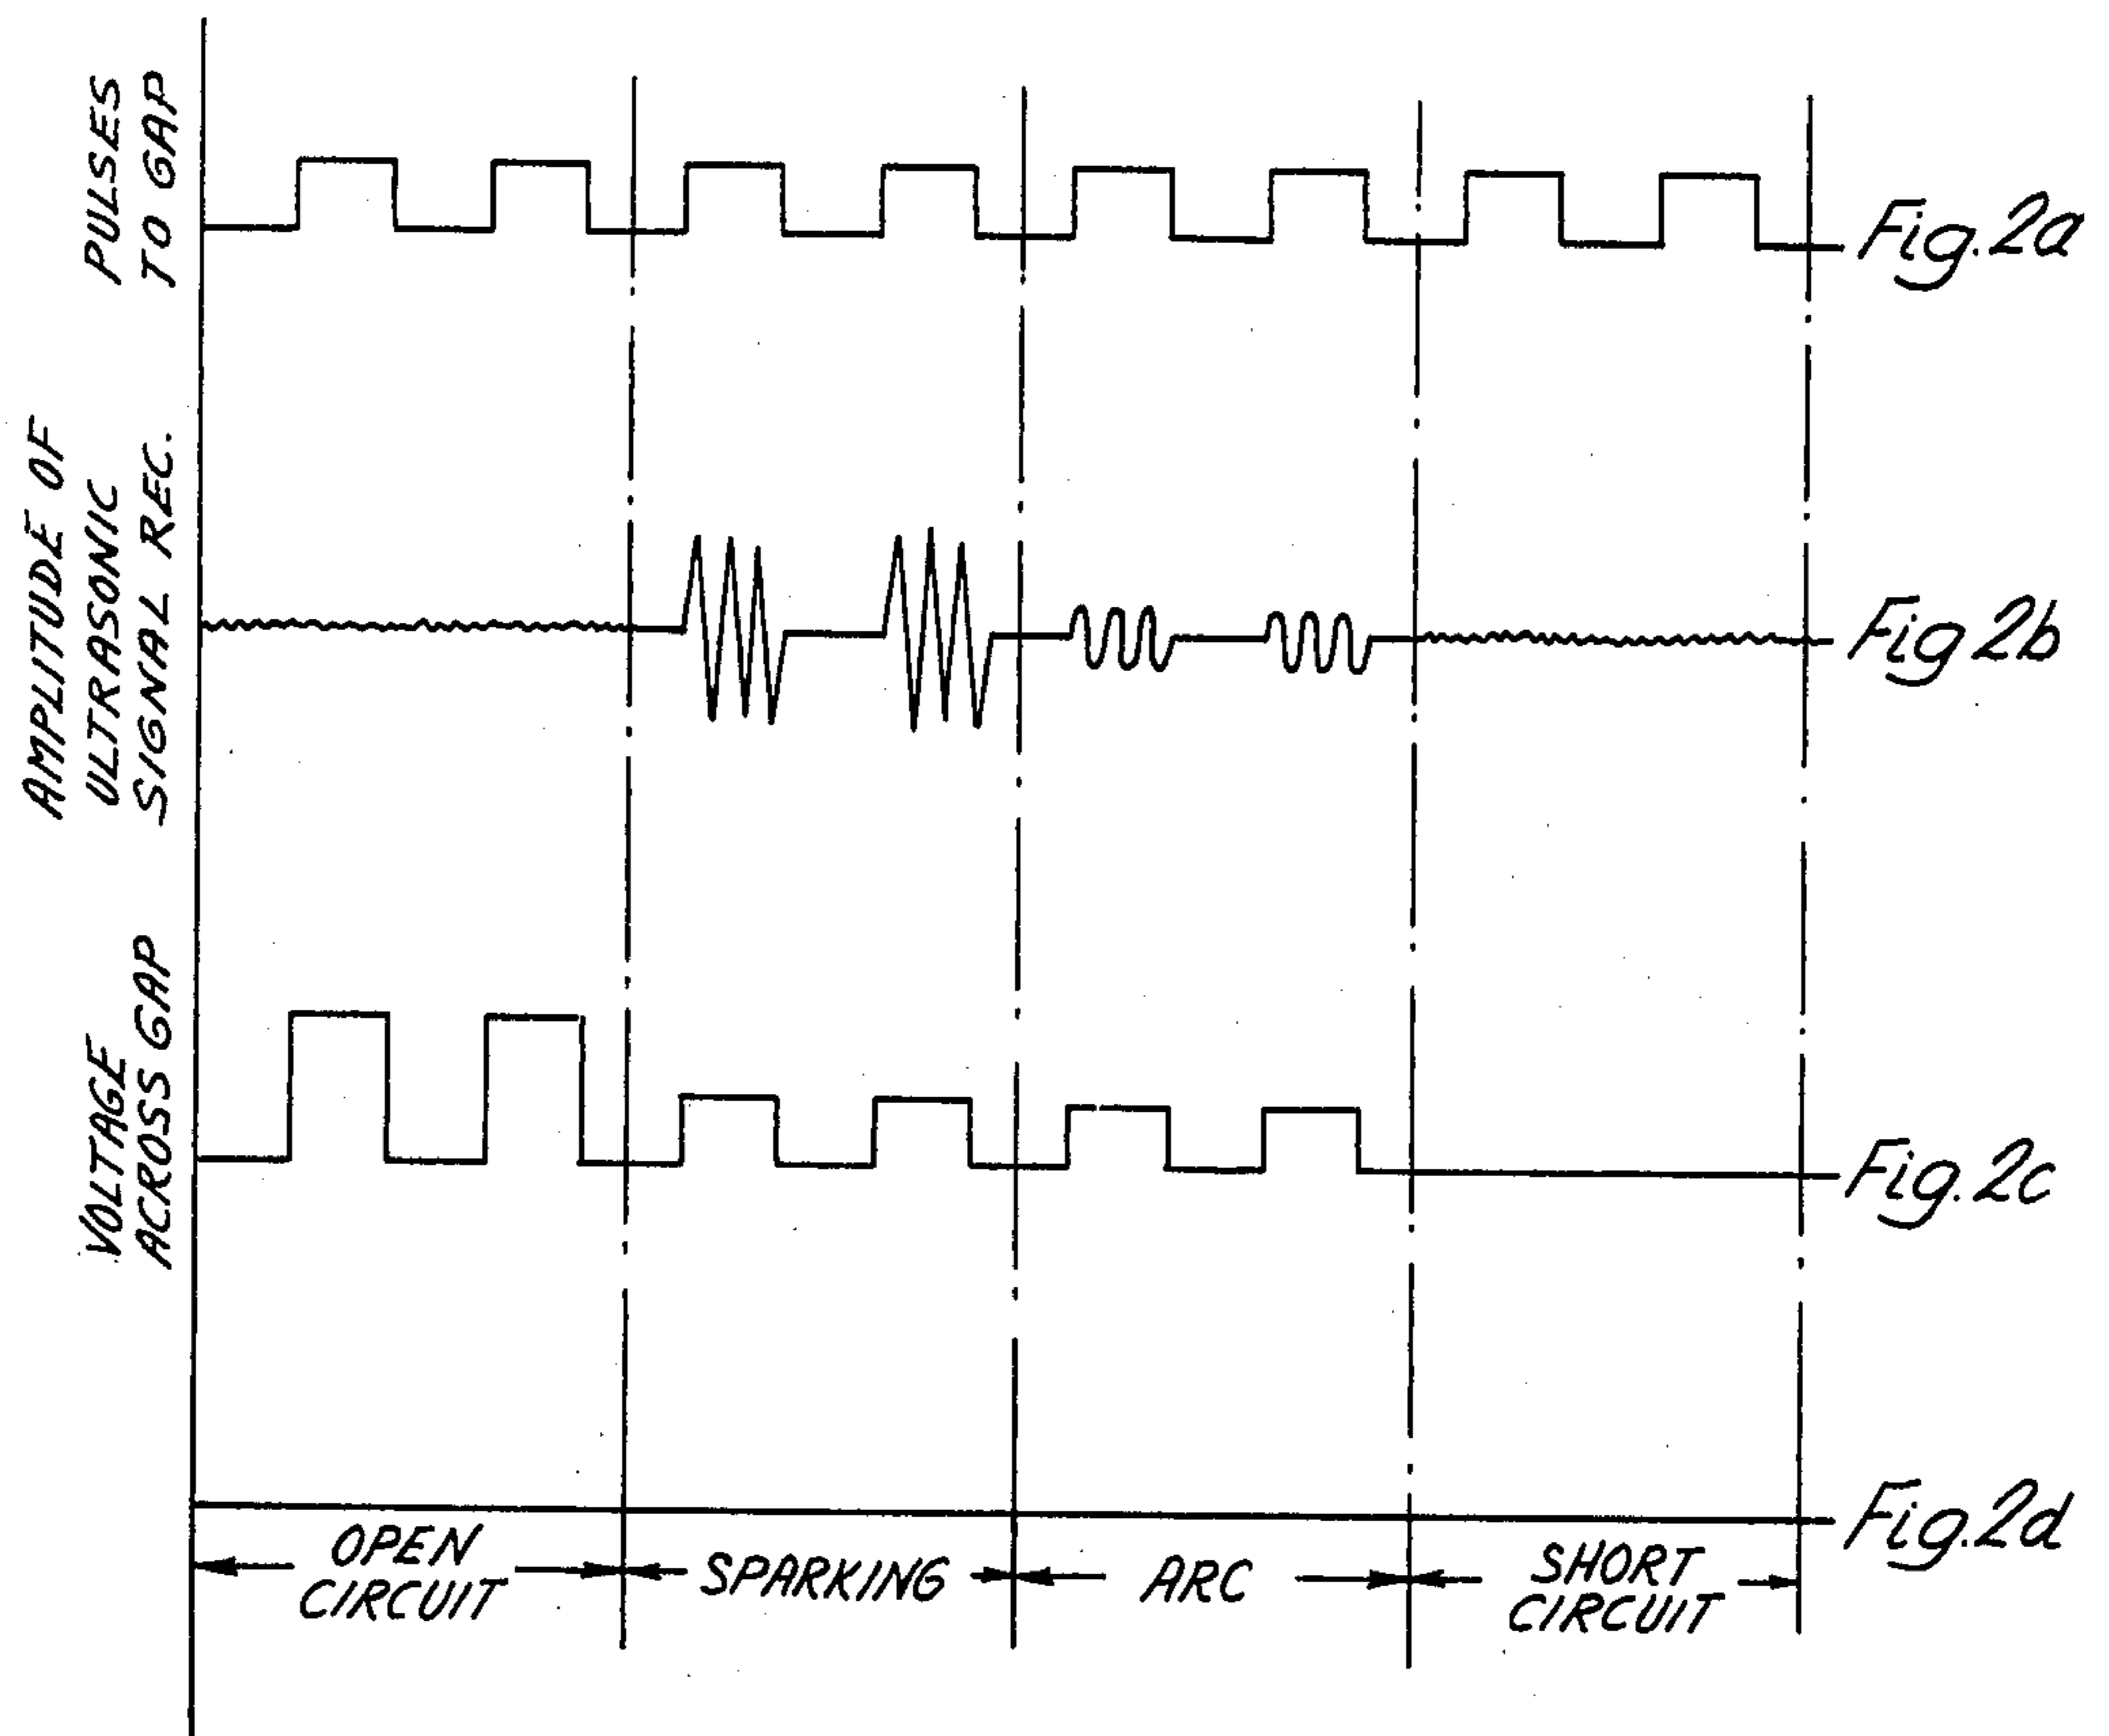 PULSES
TO GAP
Fig.2a
AMPLITUDE OF
ULTRASONIC
SIGNAL REC.
Fig 2b
VOLTAGE
ACROSS GAP
Fig.2c
Fig.2d
OPEN
CIRCUIT
SPARKING
ARC
SHORT
CIRCUIT